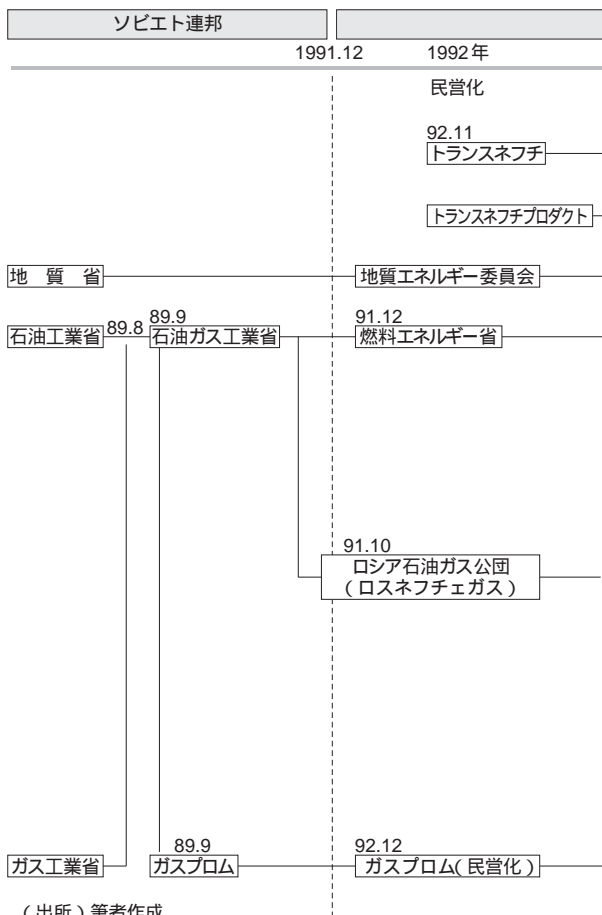 ソビエト連邦
1991.12 1992年
民営化
92.11
トランスネフチ
トランスネフチプロダクト
地 質 省 地質エネルギー委員会
89.9 91.12
石油工業省 89.8 石油ガス工業省 燃料エネルギー省
91.10
ロシア石油ガス公団
(ロスネフチェガス)
89.9 92.12
ガス工業省 ガスプロム ガスプロム(民営化)
(出所)筆者作成